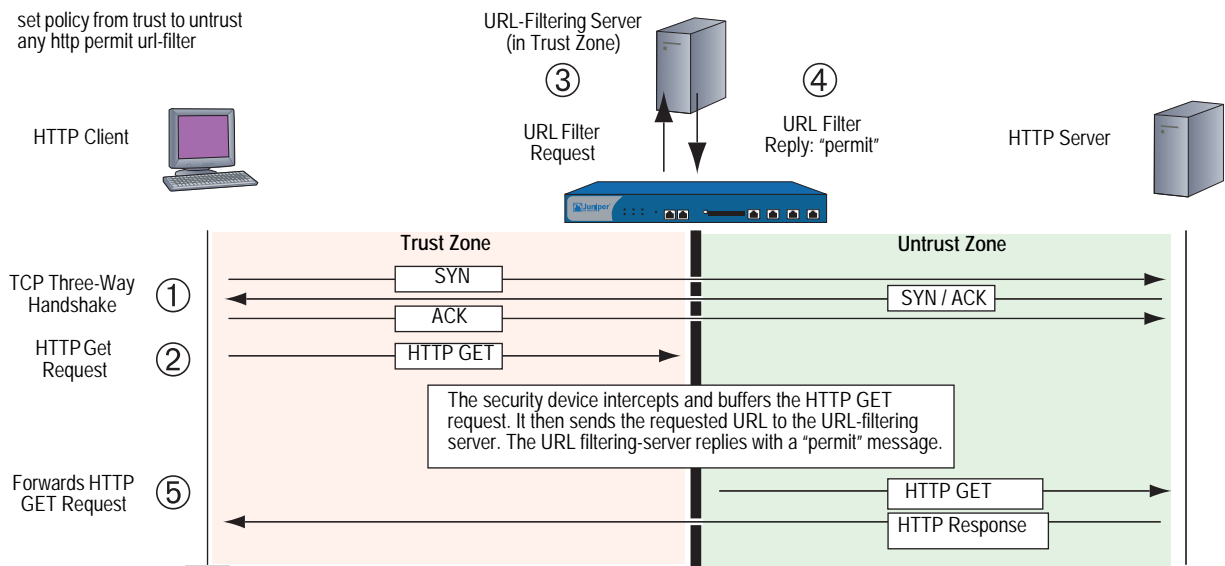 set policy from trust to untrust
any http permit url-filter
URL-Filtering Server
(in Trust Zone)
③
④
HTTP Client
URL Filter
Request
URL Filter
Reply: “permit”
HTTP Server
Juniper
Trust Zone
Untrust Zone
TCP Three-Way
Handshake
①
SYN
SYN / ACK
ACK
HTTP Get
Request
②
HTTP GET
The security device intercepts and buffers the HTTP GET
request. It then sends the requested URL to the URL-filtering
server. The URL filtering-server replies with a “permit” message.
Forwards HTTP
GET Request
⑤
HTTP GET
HTTP Response